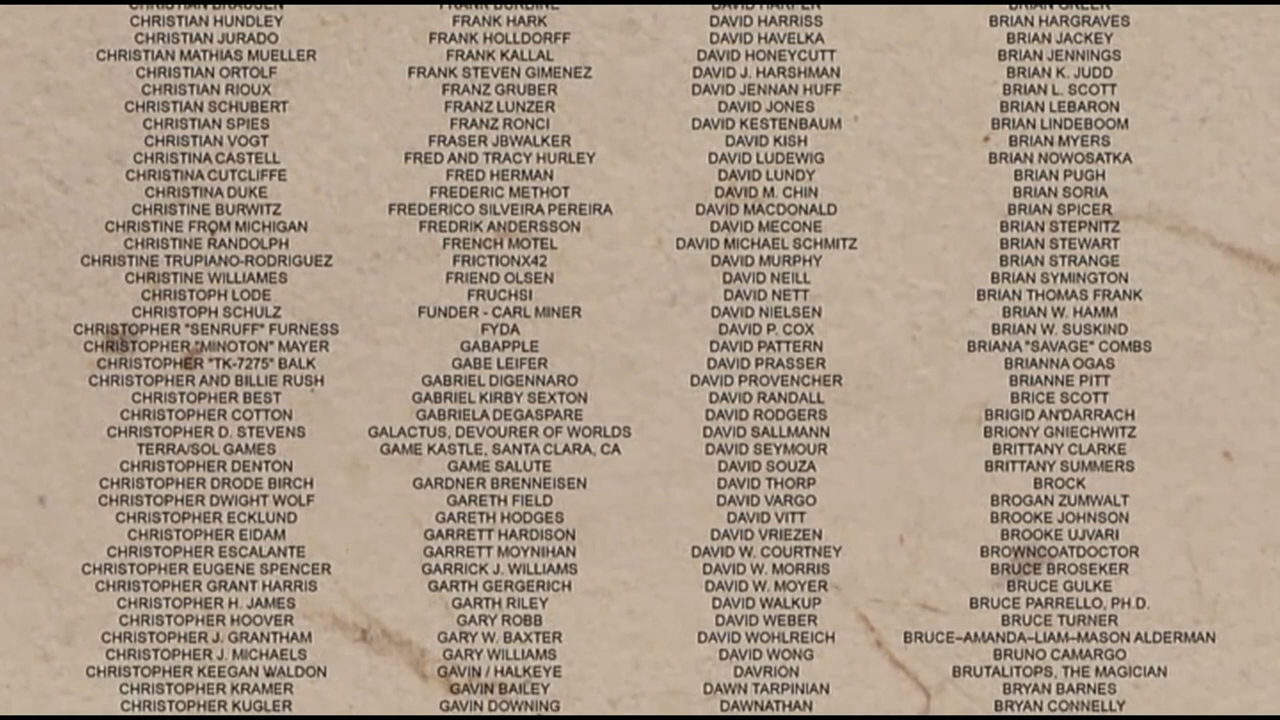 CHRISTIAN HUNDLEY
CHRISTIAN JURADO
CHRISTIAN MATHIAS MUELLER
CHRISTIAN ORTOLF
CHRISTIAN RIOUX
CHRISTIAN SCHUBERT
CHRISTIAN SPIES
CHRISTIAN VOGT
CHRISTINA CASTELL
CHRISTINA CUTCLIFFE
CHRISTINA DUKE
CHRISTINE BURWITZ
CHRISTINE FROM MICHIGAN
CHRISTINE RANDOLPH
CHRISTINE TRUPIANO-RODRIGUEZ
CHRISTINE WILLIAMES
CHRISTOPH LODE
CHRISTOPH SCHULZ
CHRISTOPHER "SENRUFF" FURNESS
CHRISTOPHER "MINOTON" MAYER
CHRISTOPHER "TK-7275" BALK
CHRISTOPHER AND BILLIE RUSH
CHRISTOPHER BEST
CHRISTOPHER COTTON
CHRISTOPHER D. STEVENS
TERRA/SOL GAMES
CHRISTOPHER DENTON
CHRISTOPHER DRODE BIRCH
CHRISTOPHER DWIGHT WOLF
CHRISTOPHER ECKLUND
CHRISTOPHER EIDAM
CHRISTOPHER ESCALANTE
CHRISTOPHER EUGENE SPENCER
CHRISTOPHER GRANT HARRIS
CHRISTOPHER H. JAMES
CHRISTOPHER HOOVER
CHRISTOPHER J. GRANTHAM
CHRISTOPHER J. MICHAELS
CHRISTOPHER KEEGAN WALDON
CHRISTOPHER KRAMER
CHRISTOPHER KUGLER
FRANK HARK
FRANK HOLLDORFF
FRANK KALLAL
FRANK STEVEN GIMENEZ
FRANZ GRUBER
FRANZ LUNZER
FRANZ RONCI
FRASER JBWALKER
FRED AND TRACY HURLEY
FRED HERMAN
FREDERIC METHOT
FREDERICO SILVEIRA PEREIRA
FREDRIK ANDERSSON
FRENCH MOTEL
FRICTIONX42
FRIEND OLSEN
FRUCHSI
FUNDER - CARL MINER
FYDA
GABAPPLE
GABE LEIFER
GABRIEL DIGENNARO
GABRIEL KIRBY SEXTON
GABRIELA DEGASPARE
GALACTUS, DEVOURER OF WORLDS
GAME KASTLE, SANTA CLARA, CA
GAME SALUTE
GARDNER BRENNEISEN
GARETH FIELD
GARETH HODGES
GARRETT HARDISON
GARRETT MOYNIHAN
GARRICK J. WILLIAMS
GARTH GERGERICH
GARTH RILEY
GARY ROBB
GARY W. BAXTER
GARY WILLIAMS
GAVIN / HALKEYE
GAVIN BAILEY
GAVIN DOWNING
DAVID HARRISS
DAVID HAVELKA
DAVID HONEYCUTT
DAVID J. HARSHMAN
DAVID JENNAN HUFF
DAVID JONES
DAVID KESTENBAUM
DAVID KISH
DAVID LUDEWIG
DAVID LUNDY
DAVID M. CHIN
DAVID MACDONALD
DAVID MECONE
DAVID MICHAEL SCHMITZ
DAVID MURPHY
DAVID NEILL
DAVID NETT
DAVID NIELSEN
DAVID P. COX
DAVID PATTERN
DAVID PRASSER
DAVID PROVENCHER
DAVID RANDALL
DAVID RODGERS
DAVID SALLMANN
DAVID SEYMOUR
DAVID SOUZA
DAVID THORP
DAVID VARGO
DAVID VITT
DAVID VRIEZEN
DAVID W. COURTNEY
DAVID W. MORRIS
DAVID W. MOYER
DAVID WALKUP
DAVID WEBER
DAVID WOHLREICH
DAVID WONG
DAVRION
DAWN TARPINIAN
DAWNATHAN
BRIAN HARGRAVES
BRIAN JACKEY
BRIAN JENNINGS
BRIAN K. JUDD
BRIAN L. SCOTT
BRIAN LEBARON
BRIAN LINDEBOOM
BRIAN MYERS
BRIAN NOWOSATKA
BRIAN PUGH
BRIAN SORIA
BRIAN SPICER
BRIAN STEPNITZ
BRIAN STEWART
BRIAN STRANGE
BRIAN SYMINGTON
BRIAN THOMAS FRANK
BRIAN W. HAMM
BRIAN W. SUSKIND
BRIANA "SAVAGE" COMBS
BRIANNA OGAS
BRIANNE PITT
BRICE SCOTT
BRIGID AN'DARRACH
BRIONY GNIECHWITZ
BRITTANY CLARKE
BRITTANY SUMMERS
BROCK
BROGAN ZUMWALT
BROOKE JOHNSON
BROOKE UJVARI
BROWNCOATDOCTOR
BRUCE BROSEKER
BRUCE GULKE
BRUCE PARRELLO, PH.D.
BRUCE TURNER
BRUCE–AMANDA–LIAM–MASON ALDERMAN
BRUNO CAMARGO
BRUTALITOPS, THE MAGICIAN
BRYAN BARNES
BRYAN CONNELLY